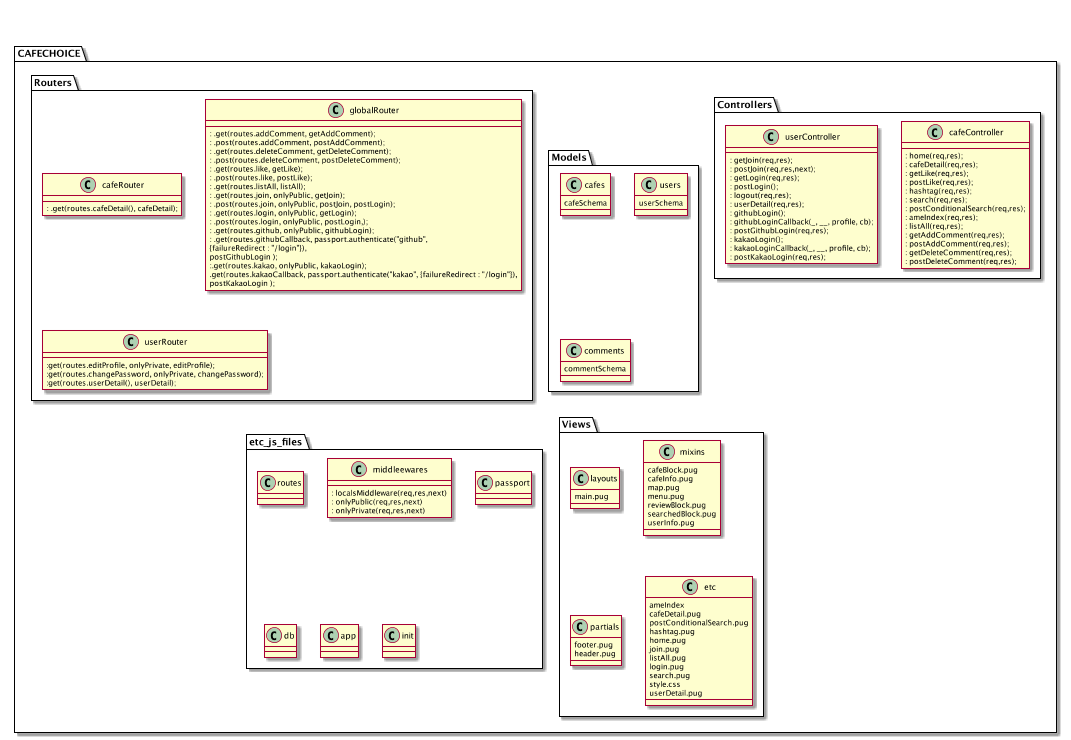 CAFECHOICE
Routers
C globalRouter
: .get(routes.addComment, getAddComment);
: .post(routes.addComment, postAddComment);
: .get(routes.deleteComment, getDeleteComment);
: .post(routes.deleteComment, postDeleteComment);
: .get(routes.like, getLike);
: .post(routes.like, postLike);
: .get(routes.listAll, listAll);
: .get(routes.join, onlyPublic, getJoin);
: .post(routes.join, onlyPublic, postJoin, postLogin);
: .get(routes.login, onlyPublic, getLogin);
: .post(routes.login, onlyPublic, postLogin,);
: .get(routes.github, onlyPublic, githubLogin);
: .get(routes.githubCallback, passport.authenticate("github",
{failureRedirect : "/login"}),
postGithubLogin );
:.get(routes.kakao, onlyPublic, kakaoLogin);
.get(routes.kakaoCallback, passport.authenticate("kakao", {failureRedirect : "/login"}),
postKakaoLogin );
C cafeRouter
: .get(routes.cafeDetail(), cafeDetail);
C userRouter
:get(routes.editProfile, onlyPrivate, editProfile);
:get(routes.changePassword, onlyPrivate, changePassword);
:get(routes.userDetail(), userDetail);
Models
C cafes
cafeSchema
C users
userSchema
C comments
commentSchema
Controllers
C userController
: getJoin(req,res);
: postJoin(req,res,next);
: getLogin(req,res);
: postLogin();
: logout(req,res);
: userDetail(req,res);
: githubLogin();
: githubLoginCallback(_, __, profile, cb);
: postGithubLogin(req,res);
: kakaoLogin();
: kakaoLoginCallback(_, __, profile, cb);
: postKakaoLogin(req,res);
C cafeController
: home(req,res);
: cafeDetail(req,res);
: getLike(req,res);
: postLike(req,res);
: hashtag(req,res);
: search(req,res);
: postConditionalSearch(req,res);
: ameIndex(req,res);
: listAll(req,res);
: getAddComment(req,res);
: postAddComment(req,res);
: getDeleteComment(req,res);
: postDeleteComment(req,res);
etc_js_files
C routes
C middleewares
: localsMiddleware(req,res,next)
: onlyPublic(req,res,next)
: onlyPrivate(req,res,next)
C passport
C db
C app
C init
Views
C layouts
main.pug
C mixins
cafeBlock.pug
cafeInfo.pug
map.pug
menu.pug
reviewBlock.pug
searchedBlock.pug
userInfo.pug
C partials
footer.pug
header.pug
C etc
ameIndex
cafeDetail.pug
postConditionalSearch.pug
hashtag.pug
home.pug
join.pug
listAll.pug
login.pug
search.pug
style.css
userDetail.pug